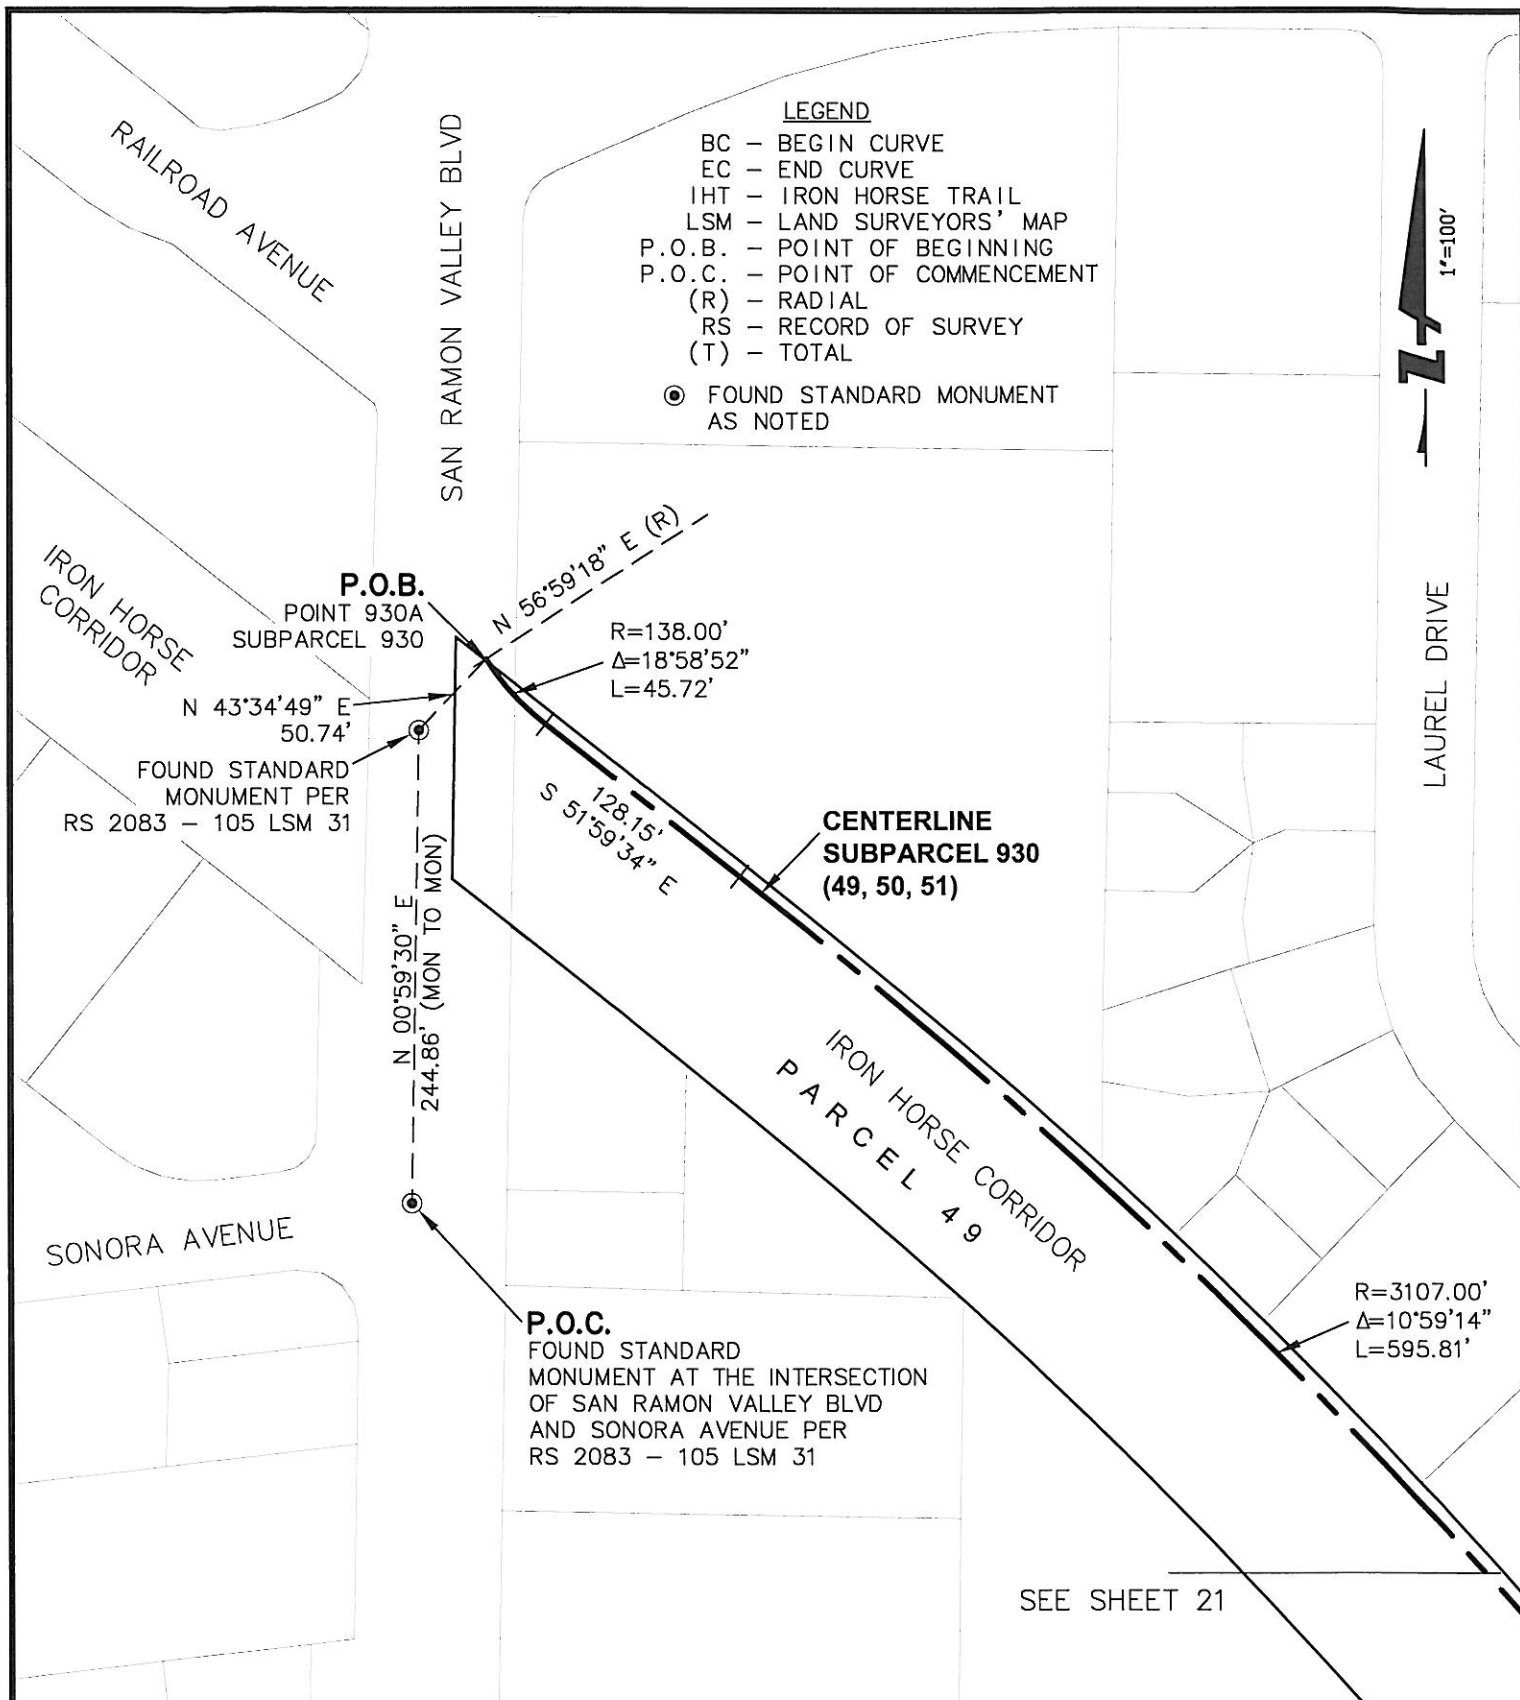 LEGEND
BC – BEGIN CURVE
EC – END CURVE
IHT – IRON HORSE TRAIL
LSM – LAND SURVEYORS' MAP
P.O.B. – POINT OF BEGINNING
P.O.C. – POINT OF COMMENCEMENT
(R) – RADIAL
RS – RECORD OF SURVEY
(T) – TOTAL
FOUND STANDARD MONUMENT
AS NOTED
RAILROAD AVENUE
SAN RAMON VALLEY BLVD
1"=100'
N
IRON HORSE
CORRIDOR
P.O.B.
POINT 930A
SUBPARCEL 930
N 56°59'18" E (R)
R=138.00'
Δ=18°58'52"
L=45.72'
N 43°34'49" E
50.74'
FOUND STANDARD
MONUMENT PER
RS 2083 – 105 LSM 31
128.15'
S 51°59'34" E
CENTERLINE
SUBPARCEL 930
(49, 50, 51)
LAUREL DRIVE
N 00°59'30" E
244.86' (MON TO MON)
IRON HORSE CORRIDOR
PARCEL 49
SONORA AVENUE
P.O.C.
FOUND STANDARD
MONUMENT AT THE INTERSECTION
OF SAN RAMON VALLEY BLVD
AND SONORA AVENUE PER
RS 2083 – 105 LSM 31
R=3107.00'
Δ=10°59'14"
L=595.81'
SEE SHEET 21